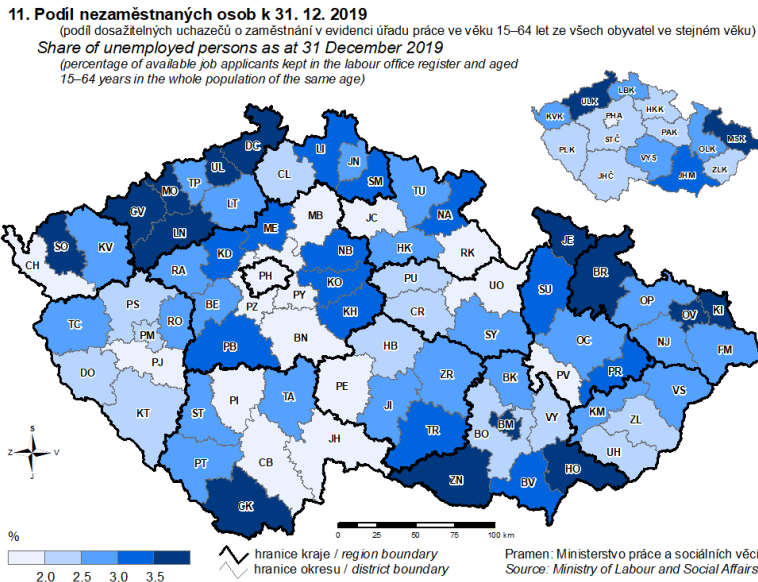 11. Podíl nezaměstnaných osob k 31. 12. 2019
(podíl dosažitelných uchazečů o zaměstnání v evidenci úřadu práce ve věku 15–64 let ze všech obyvatel ve stejném věku)
Share of unemployed persons as at 31 December 2019
(percentage of available job applicants kept in the labour office register and aged
15–64 years in the whole population of the same age)
KVK ULK LBK HKK PHA STČ PAK PLK JHČ VYS OLK MSK JHM ZLK
DC
UL LI JN
MO TP CL SM TU
CV LT NA
SO KV LN ME MB JC
CH RA KD NB HK RK JE
PH KO BR
PS BE PZ PY PU UO SU OP OV KI
TC RO KH CR
PM PB BN SY OC NJ FM
PJ HB
DO ZR PV PR
KT ST PI TA PE JI BK KM VS
TR BO BM VY ZL
PT CB JH UH
ZN BV HO
CK
S
Z V
J
%
2.0 2.5 3.0 3.5
hranice kraje / region boundary
hranice okresu / district boundary
0 25 50 75 100 km
Pramen: Ministerstvo práce a sociálních věcí
Source: Ministry of Labour and Social Affairs